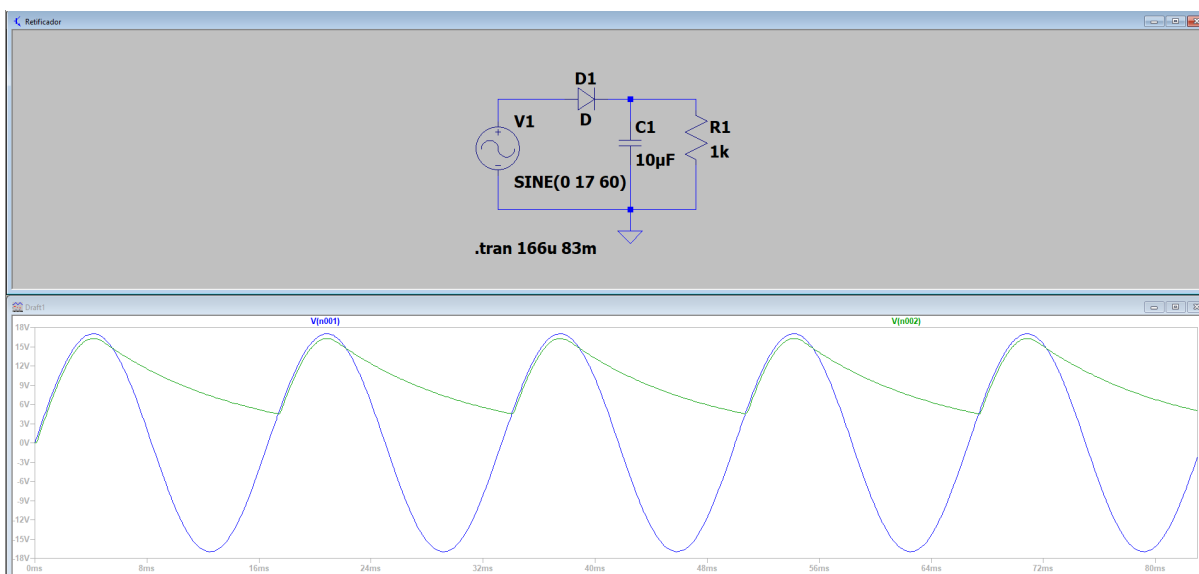 Retificador
D1
V1
D
C1
R1
10µF
1k
SINE(0 17 60)
.tran 166u 83m
Draft1
V(n001)
V(n002)
18V
15V
12V
9V
6V
3V
0V
-3V
-6V
-9V
-12V
-15V
-18V
0ms
8ms
16ms
24ms
32ms
40ms
48ms
56ms
64ms
72ms
80ms